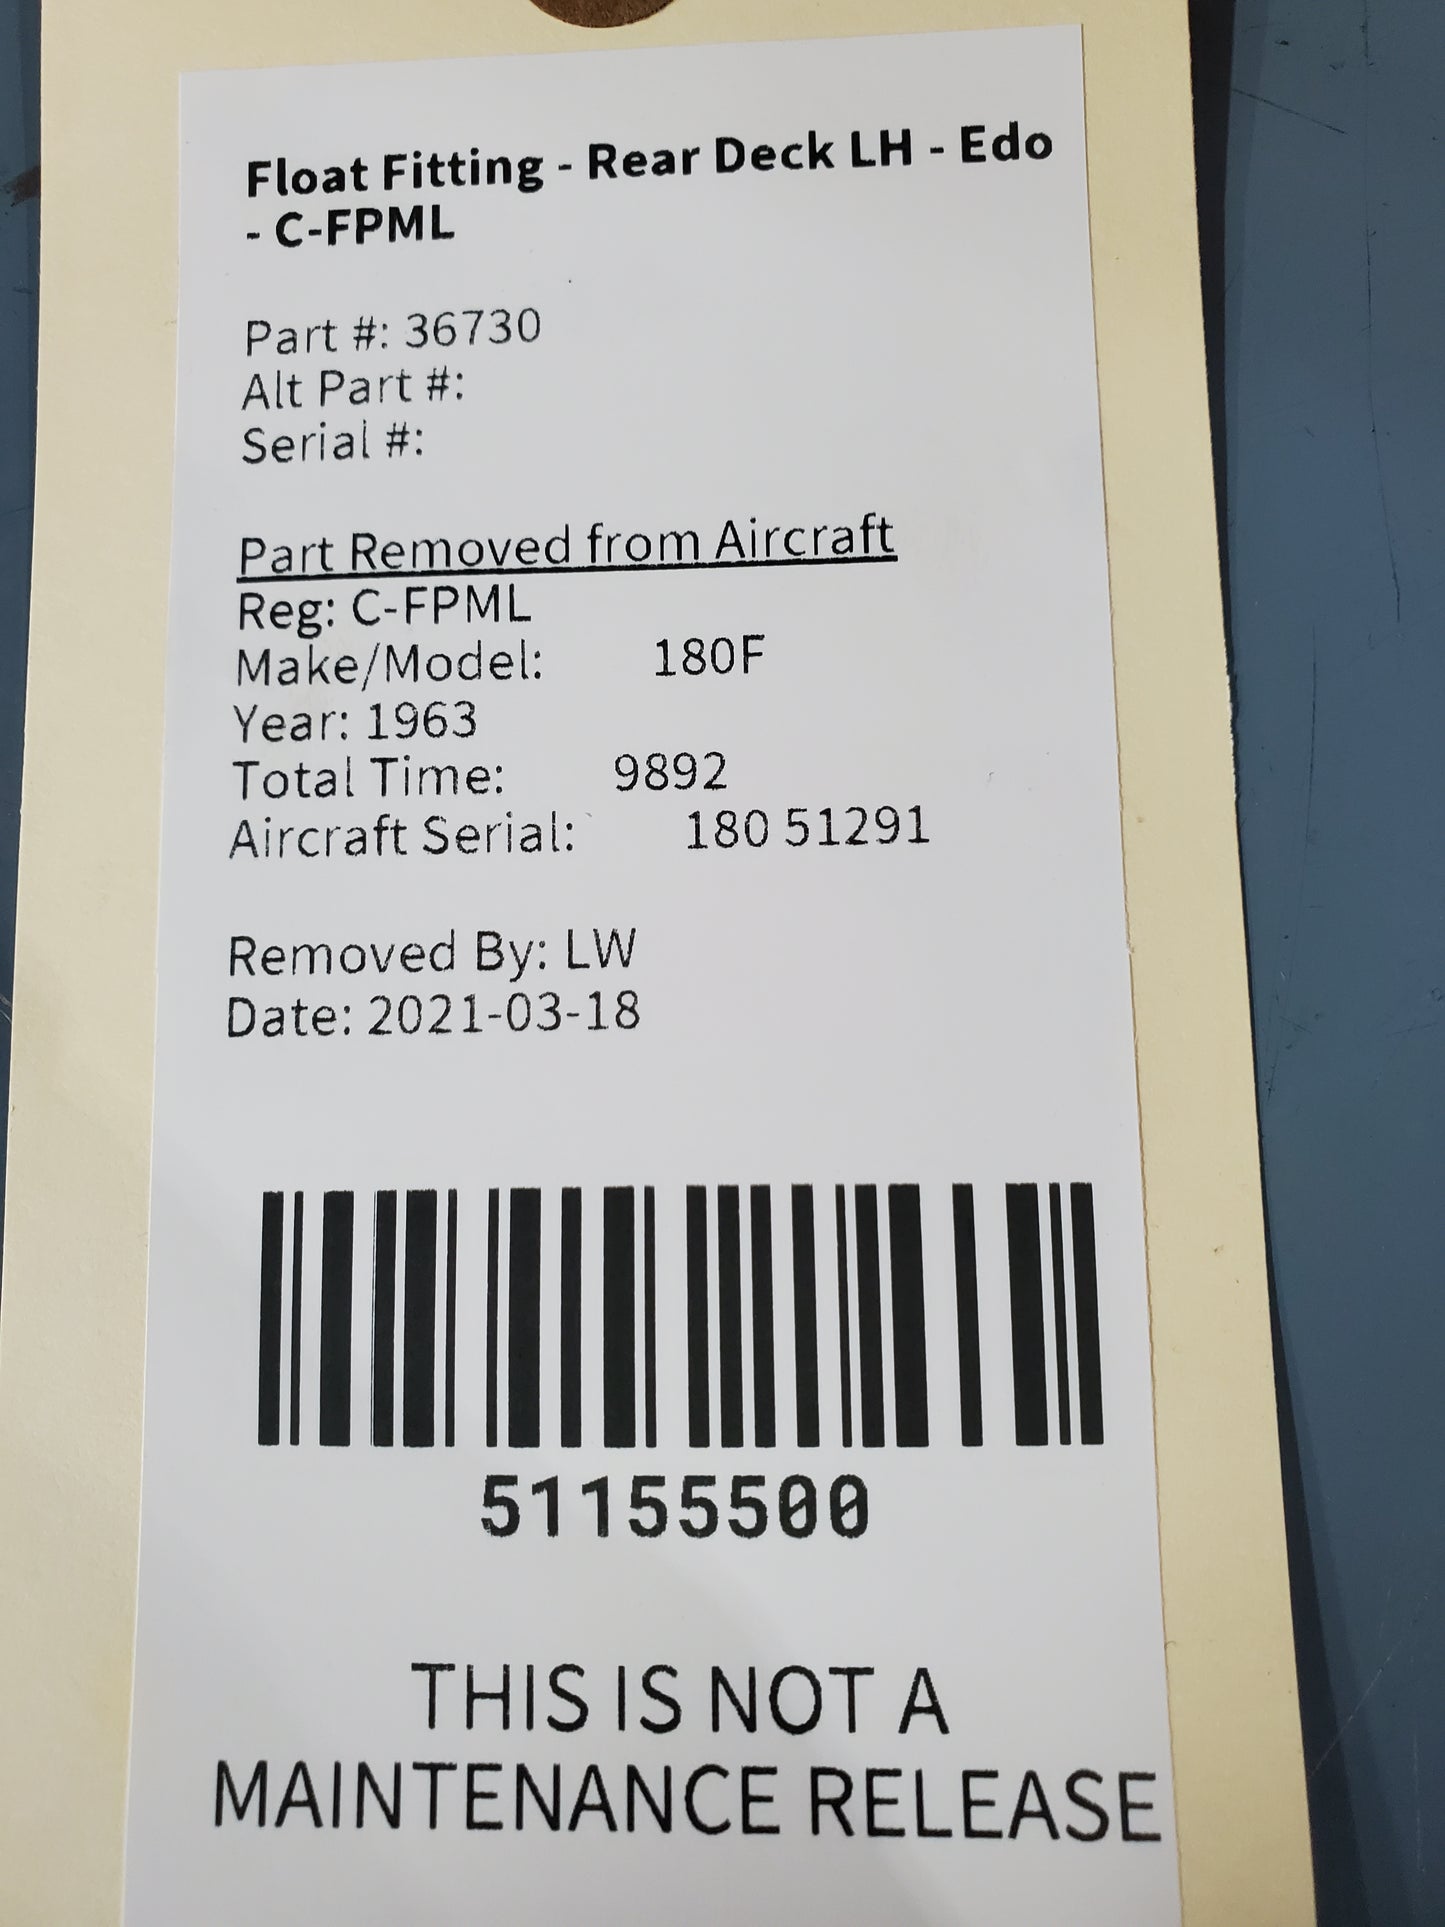 Float Fitting - Rear Deck LH - Edo
- C-FPML
Part #: 36730
Alt Part #:
Serial #:
Part Removed from Aircraft
Reg: C-FPML
Make/Model: 180F
Year: 1963
Total Time: 9892
Aircraft Serial: 180 51291
Removed By: LW
Date: 2021-03-18
51155500
THIS IS NOT A
MAINTENANCE RELEASE